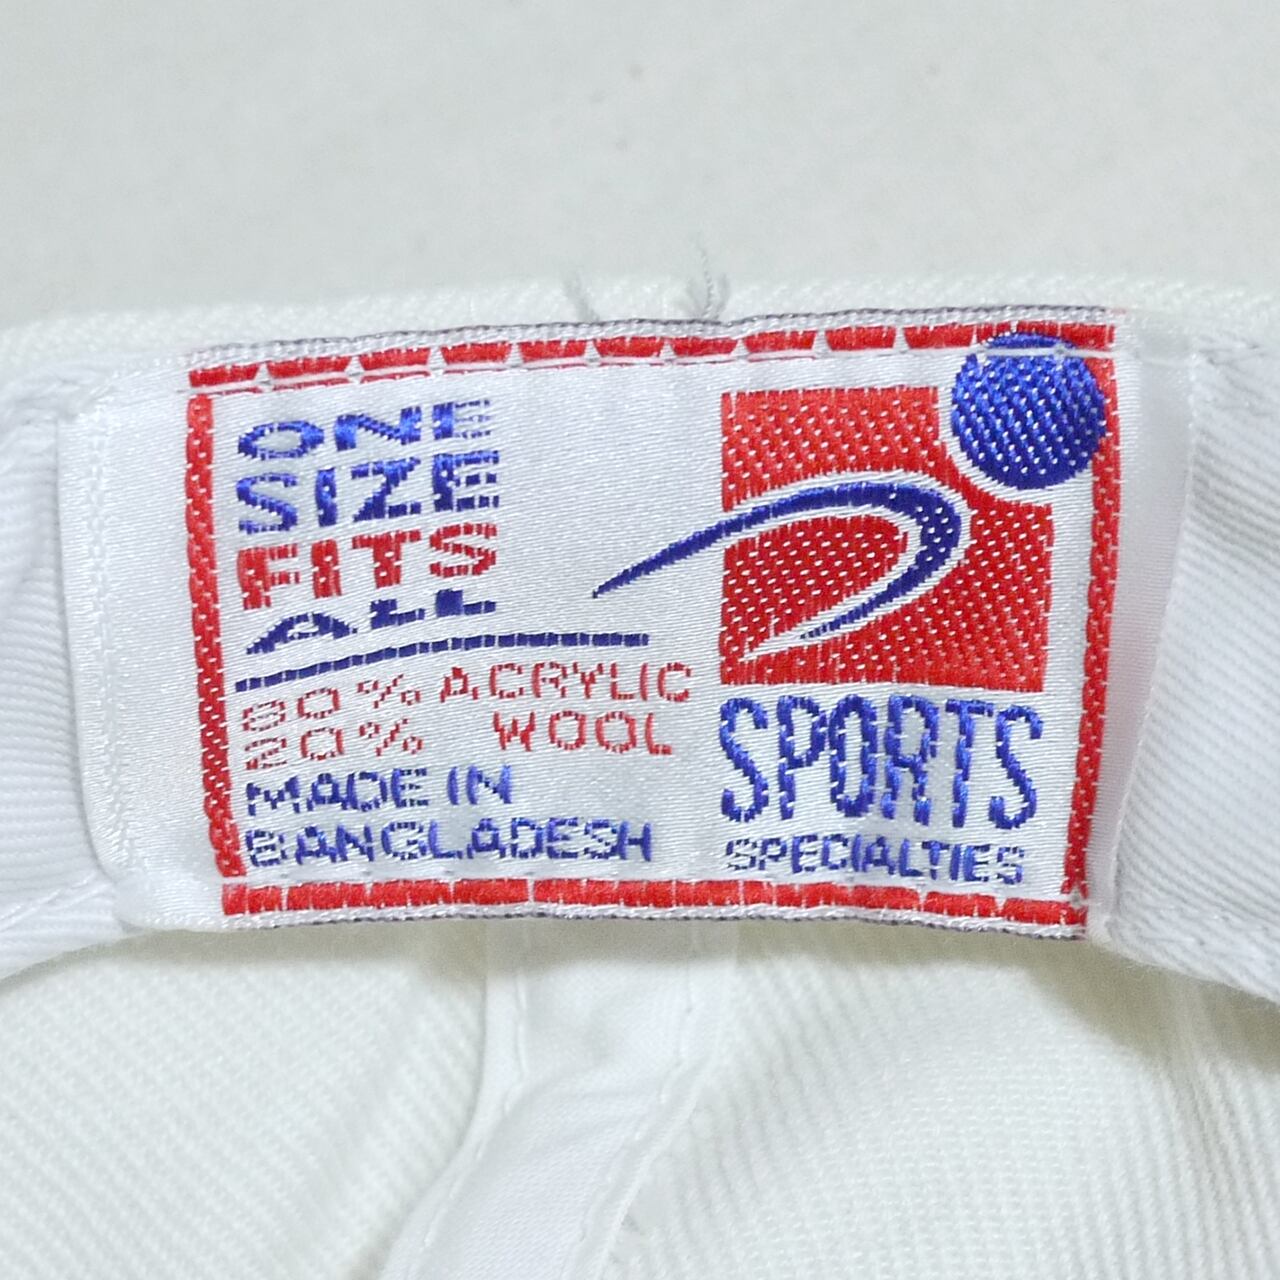 ONE
SIZE
FITS
ALL
80% ACRYLIC
20% WOOL
MADE IN
BANGLADESH
SPORTS
SPECIALTIES